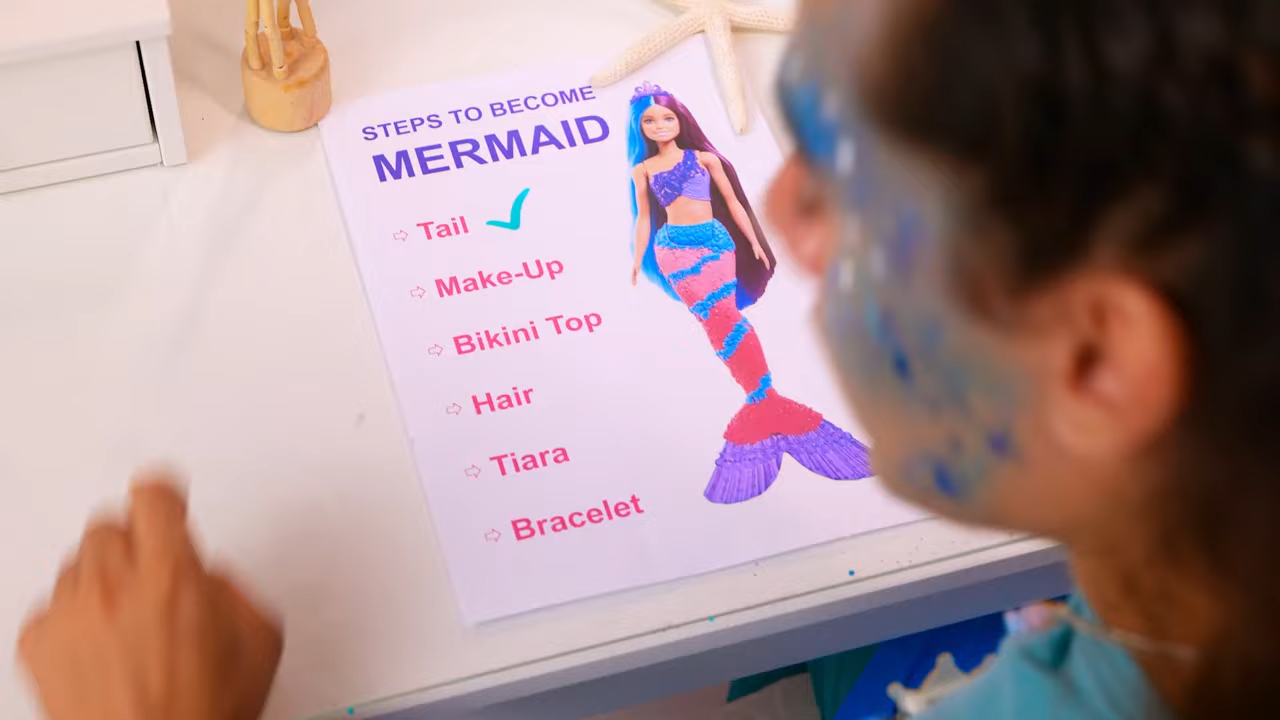 STEPS TO BECOME
MERMAID
Tail
Make-Up
Bikini Top
Hair
Tiara
Bracelet